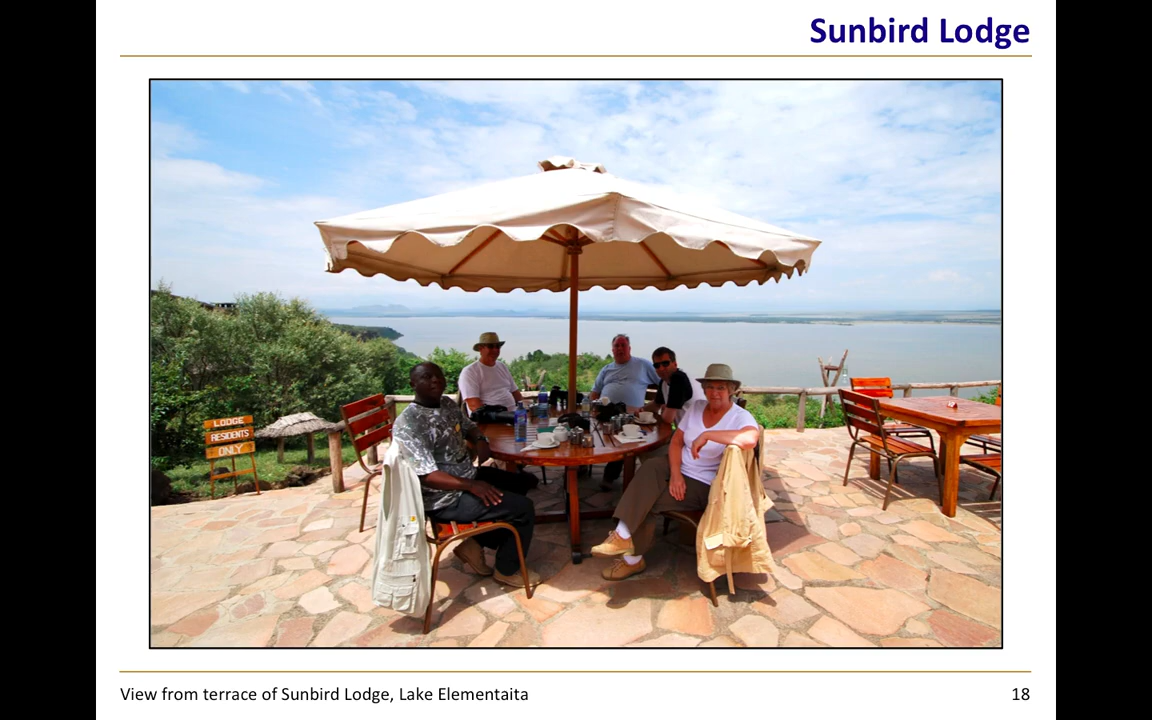 Sunbird Lodge
LODGE
RESIDENTS
ONLY
View from terrace of Sunbird Lodge, Lake Elementaita
18